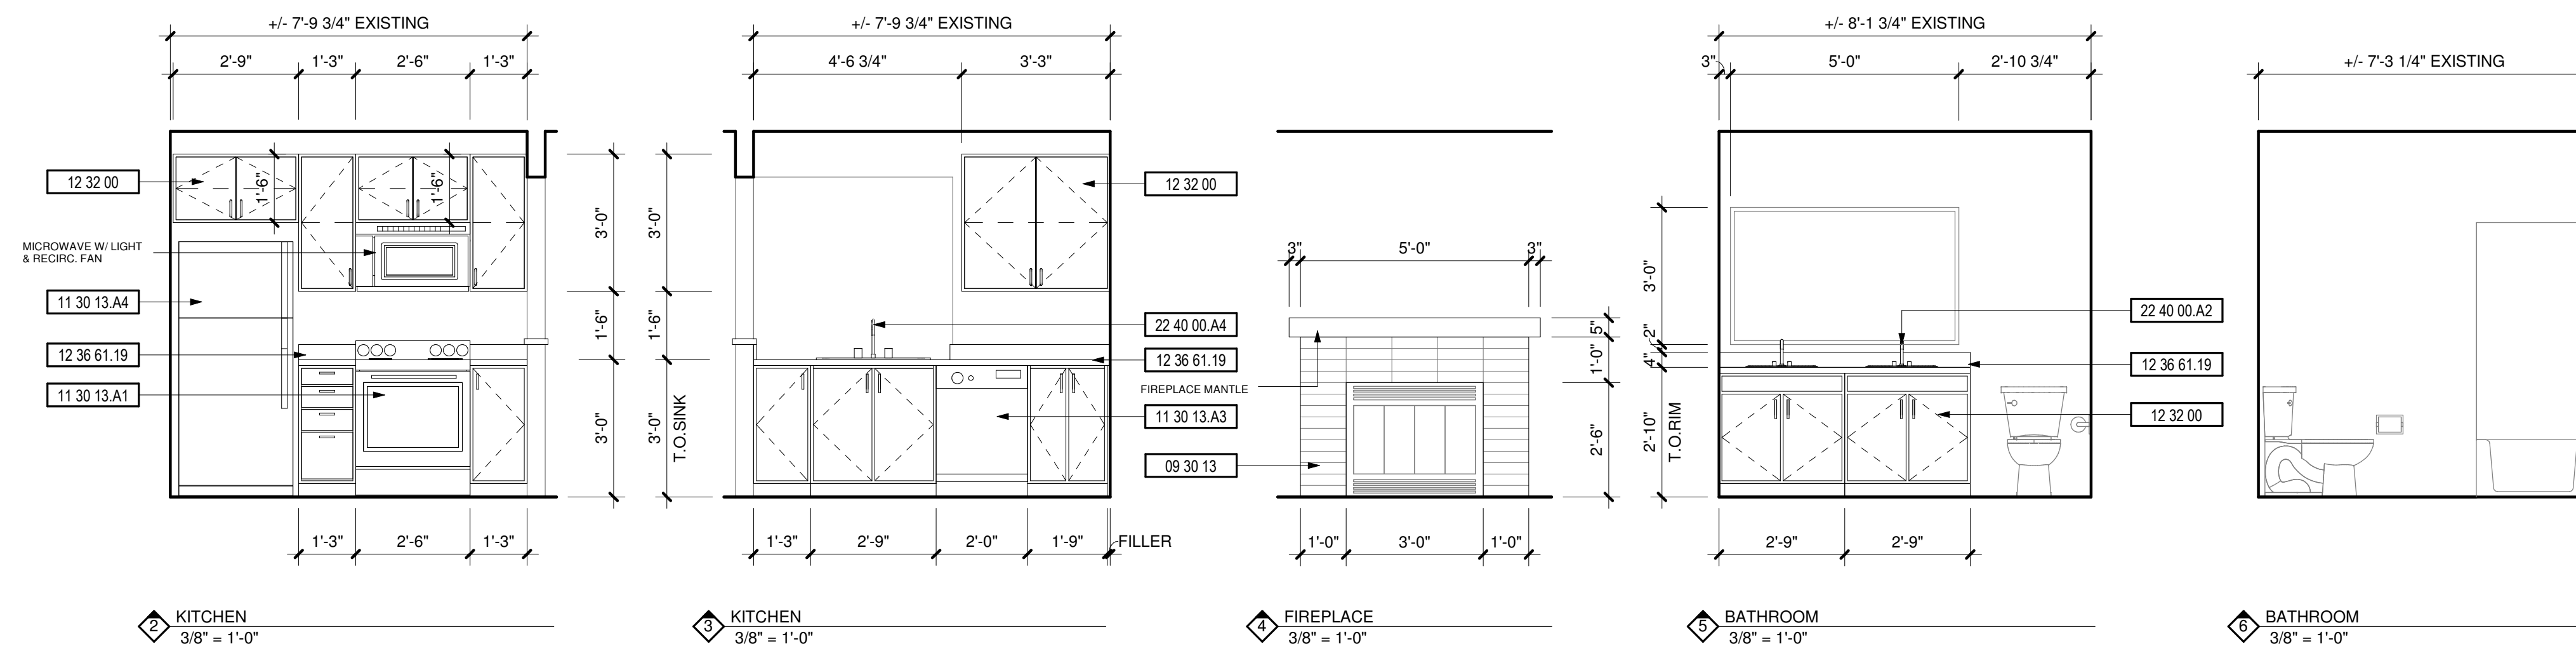 +/- 7'-9 3/4" EXISTING
2'-9"
1'-3"
2'-6"
1'-3"
12 32 00
1'-6"
1'-6"
MICROWAVE W/ LIGHT
& RECIRC. FAN
11 30 13.A4
12 36 61.19
11 30 13.A1
3'-0"
1'-6"
3'-0"
1'-3"
2'-6"
1'-3"
2
KITCHEN
3/8" = 1'-0"
+/- 7'-9 3/4" EXISTING
4'-6 3/4"
3'-3"
3'-0"
1'-6"
3'-0"
T.O.SINK
12 32 00
22 40 00.A4
12 36 61.19
11 30 13.A3
1'-3"
2'-9"
2'-0"
1'-9"
FILLER
3
KITCHEN
3/8" = 1'-0"
3"
5'-0"
3"
FIREPLACE MANTLE
09 30 13
5"
1'-0"
2'-6"
1'-0"
3'-0"
1'-0"
4
FIREPLACE
3/8" = 1'-0"
+/- 8'-1 3/4" EXISTING
3"
5'-0"
2'-10 3/4"
3'-0"
2"
4"
2'-10"
T.O.RIM
22 40 00.A2
12 36 61.19
12 32 00
2'-9"
2'-9"
5
BATHROOM
3/8" = 1'-0"
+/- 7'-3 1/4" EXISTING
6
BATHROOM
3/8" = 1'-0"